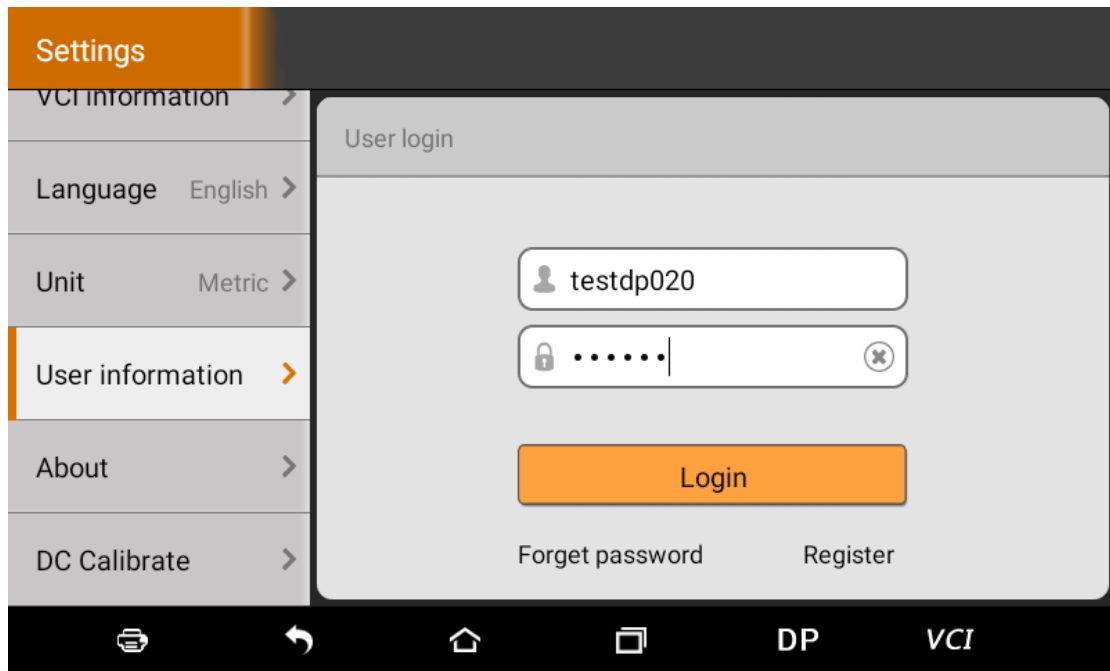 Settings
VCI information
Language English
Unit Metric
User information
About
DC Calibrate
User login
testdp020
••••••
Login
Forget password Register
DP VCI